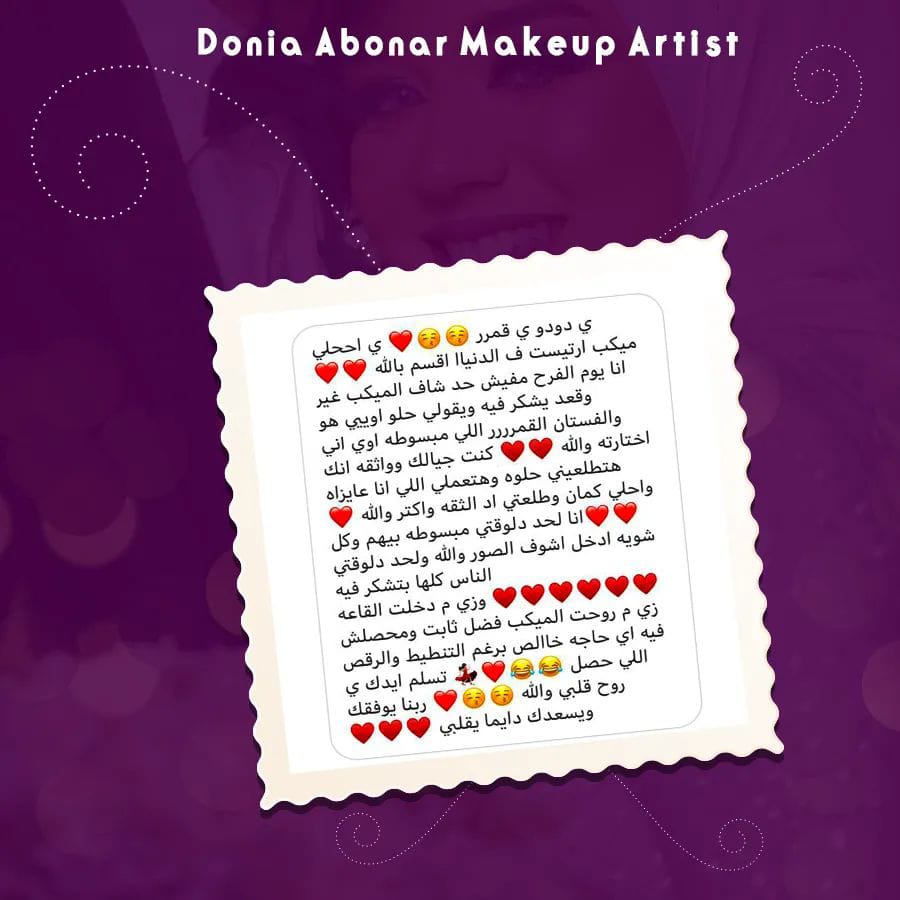 Donia Abonar Makeup Artist
ي دودو ي قمرر 😚😚❤️ ي اححلي
ميكب ارتيست ف الدنياا اقسم بالله ❤️❤️
انا يوم الفرح مفيش حد شاف الميكب غير
وقعد يشكر فيه ويقولي حلو اوييي هو
والفستان القمرررر اللي مبسوطه اوي اني
اختارته والله ❤️❤️ كنت جيالك وواثقه انك
هتطلعيني حلوه وهتعملي اللي انا عايزاه
واحلي كمان وطلعتي اد الثقه واكتر والله ❤️
❤️❤️انا لحد دلوقتي مبسوطه بيهم وكل
شويه ادخل اشوف الصور والله ولحد دلوقتي
الناس كلها بتشكر فيه
❤️❤️❤️❤️❤️❤️ وزي م دخلت القاعه
زي م روحت الميكب فضل ثابت ومحصلش
فيه اي حاجه خاالص برغم التنطيط والرقص
اللي حصل 😂😂❤️💃 تسلم ايدك ي
روح قلبي والله 😚😚❤️ ربنا يوفقك
ويسعدك دايما يقلبي ❤️❤️❤️